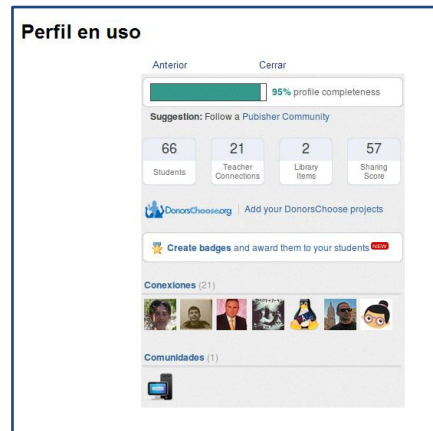 Perfil en uso
Anterior Cerrar
95% profile completeness
Suggestion: Follow a Pubisher Community
66 21 2 57
Students Teacher Connections Library Items Sharing Score
DonorsChoose.org | Add your DonorsChoose projects
Create badges and award them to your students NEW
Conexiones (21)
Comunidades (1)